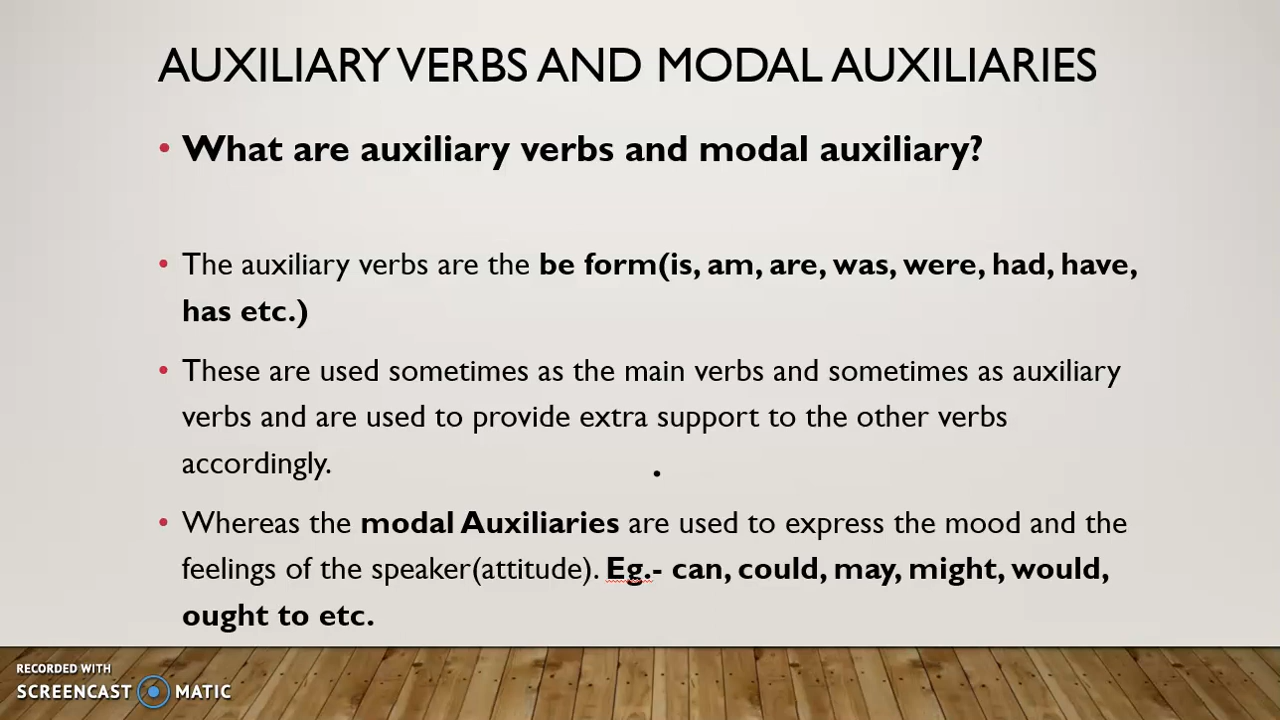 AUXILIARY VERBS AND MODAL AUXILIARIES
• What are auxiliary verbs and modal auxiliary?
• The auxiliary verbs are the be form(is, am, are, was, were, had, have,
has etc.)
• These are used sometimes as the main verbs and sometimes as auxiliary
verbs and are used to provide extra support to the other verbs
accordingly.
• Whereas the modal Auxiliaries are used to express the mood and the
feelings of the speaker(attitude). Eg.- can, could, may, might, would,
ought to etc.
RECORDED WITH
SCREENCAST MATIC